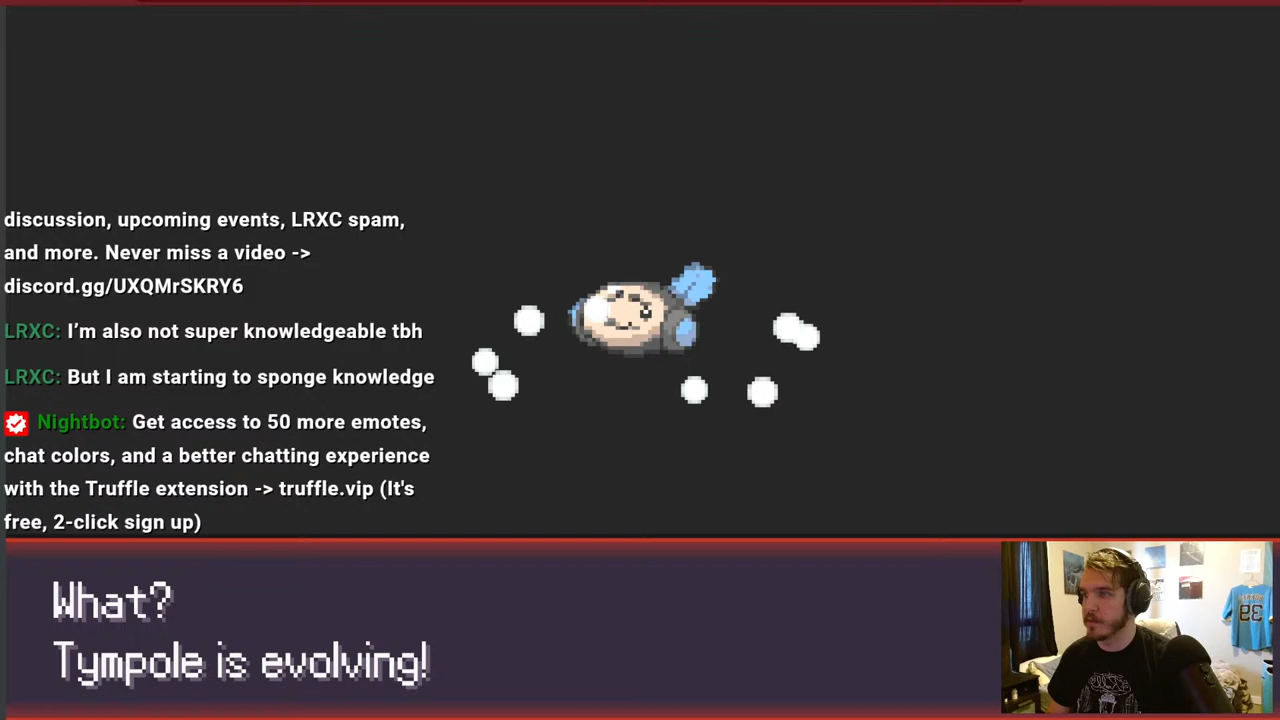 discussion, upcoming events, LRXC spam,
and more. Never miss a video ->
discord.gg/UXQMrSKRY6
LRXC: I’m also not super knowledgeable tbh
LRXC: But I am starting to sponge knowledge
Nightbot: Get access to 50 more emotes,
chat colors, and a better chatting experience
with the Truffle extension -> truffle.vip (It's
free, 2-click sign up)
What?
Tympole is evolving!